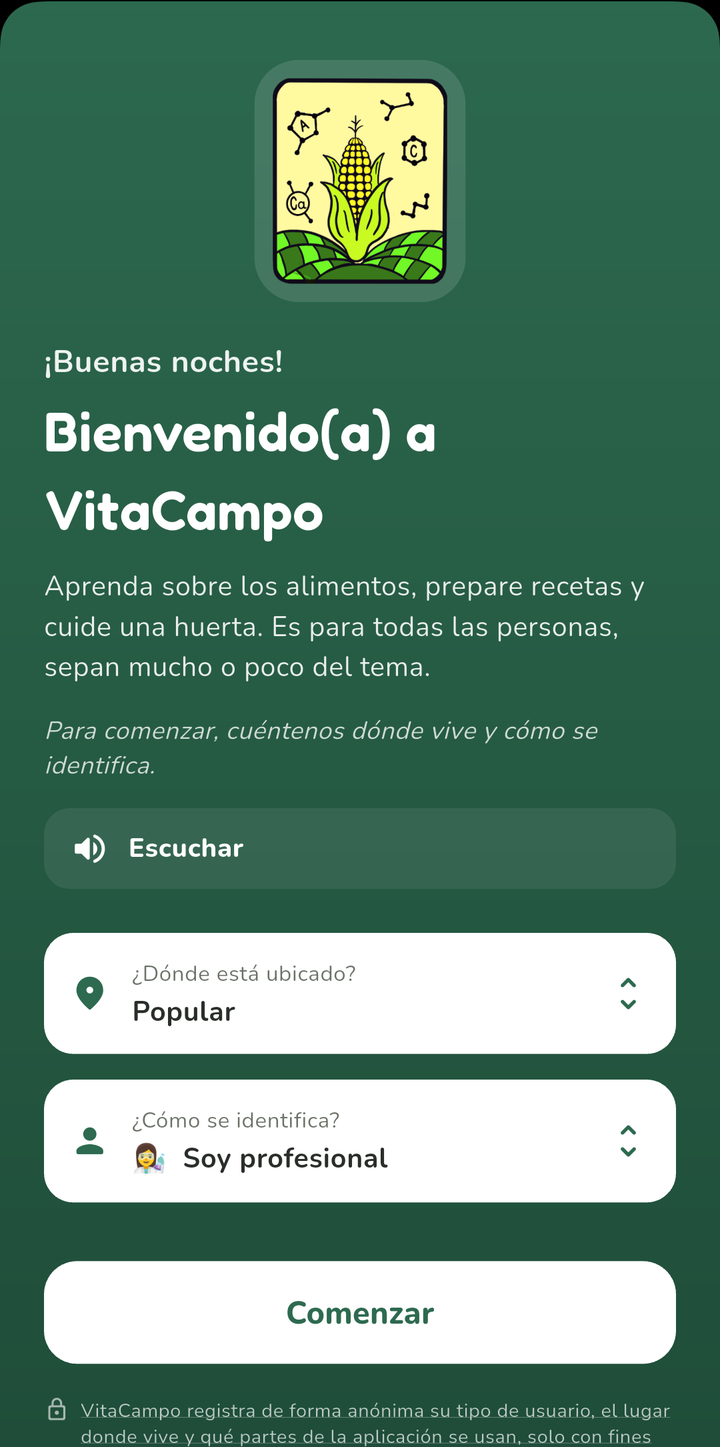 A
C
Ca
¡Buenas noches!
Bienvenido(a) a
VitaCampo
Aprenda sobre los alimentos, prepare recetas y
cuide una huerta. Es para todas las personas,
sepan mucho o poco del tema.
Para comenzar, cuéntenos dónde vive y cómo se
identifica.
Escuchar
¿Dónde está ubicado?
Popular
¿Cómo se identifica?
Soy profesional
Comenzar
VitaCampo registra de forma anónima su tipo de usuario, el lugar
donde vive y qué partes de la aplicación se usan, solo con fines